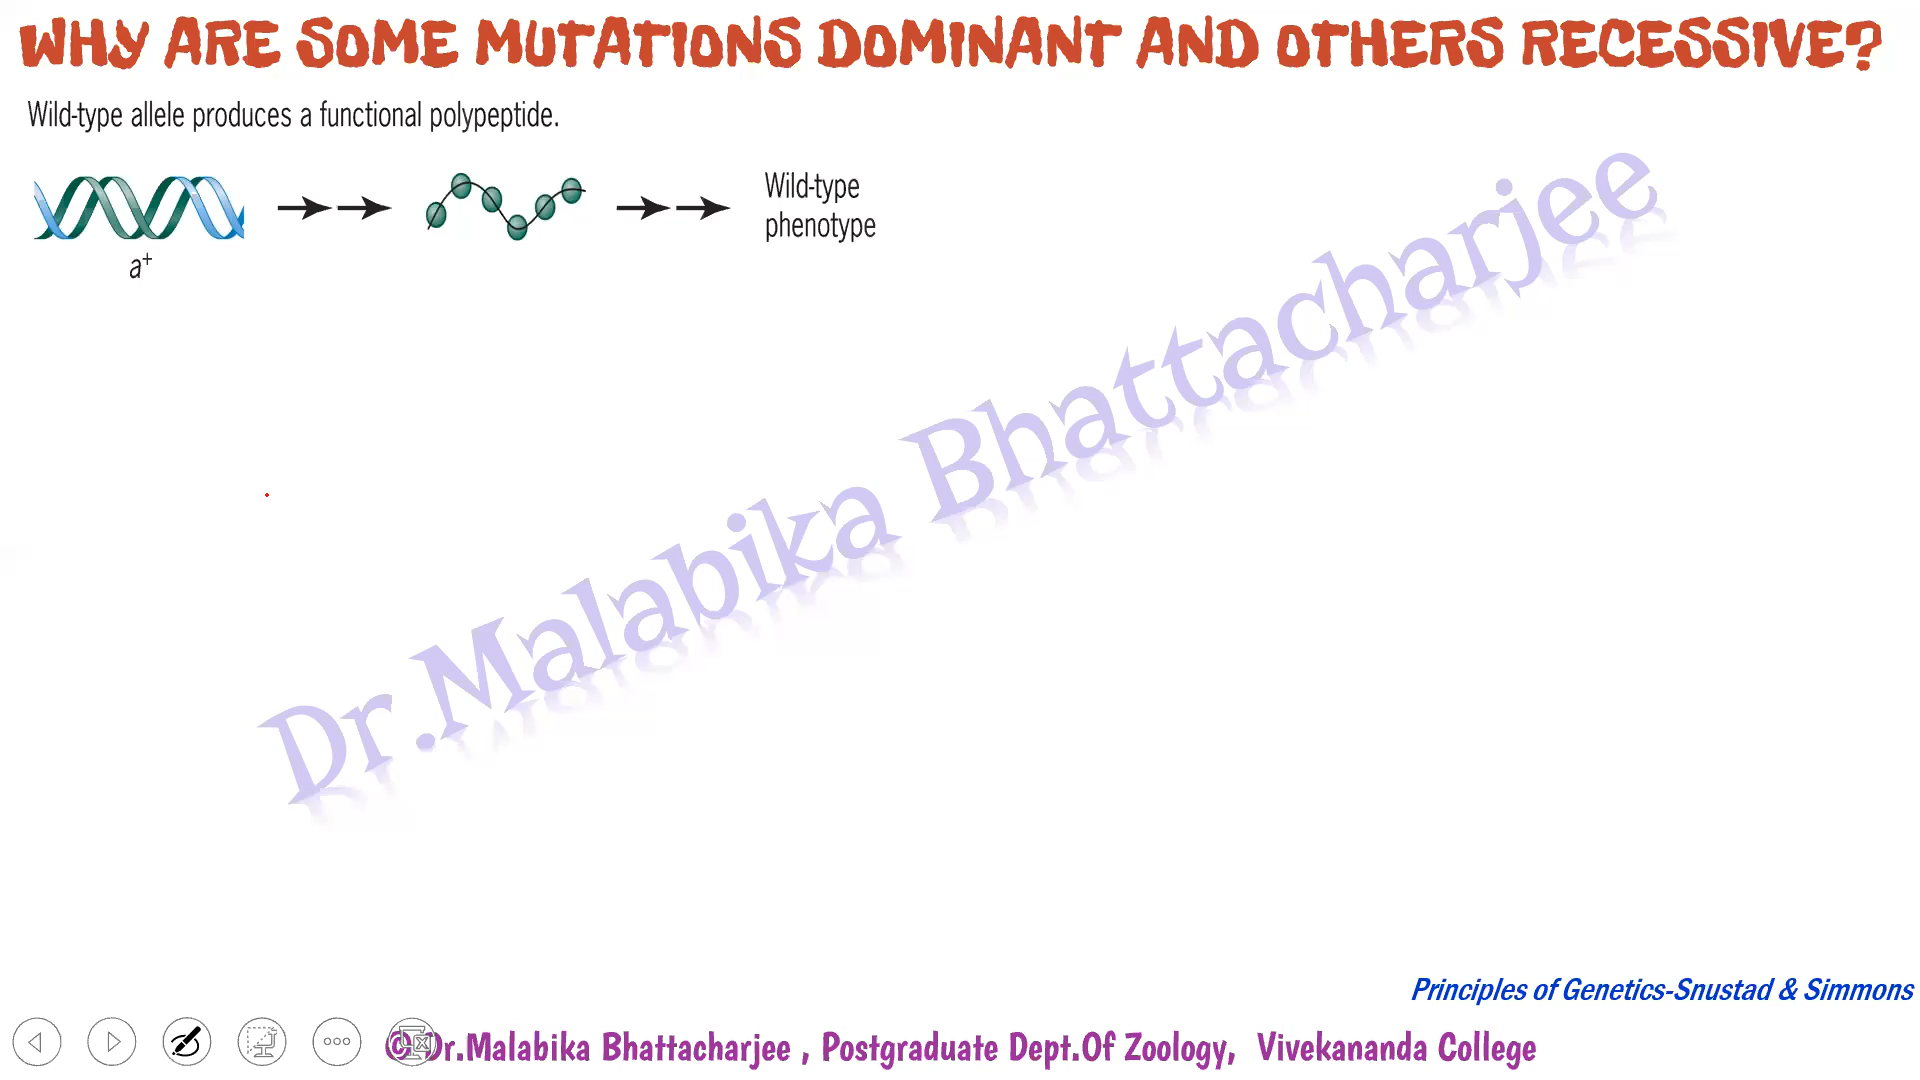 WHY ARE SOME MUTATIONS DOMINANT AND OTHERS RECESSIVE?
Wild-type allele produces a functional polypeptide.
Wild-type
phenotype
a+
Dr.Malabika Bhattacharjee
Principles of Genetics-Snustad & Simmons
© Dr.Malabika Bhattacharjee , Postgraduate Dept.Of Zoology, Vivekananda College